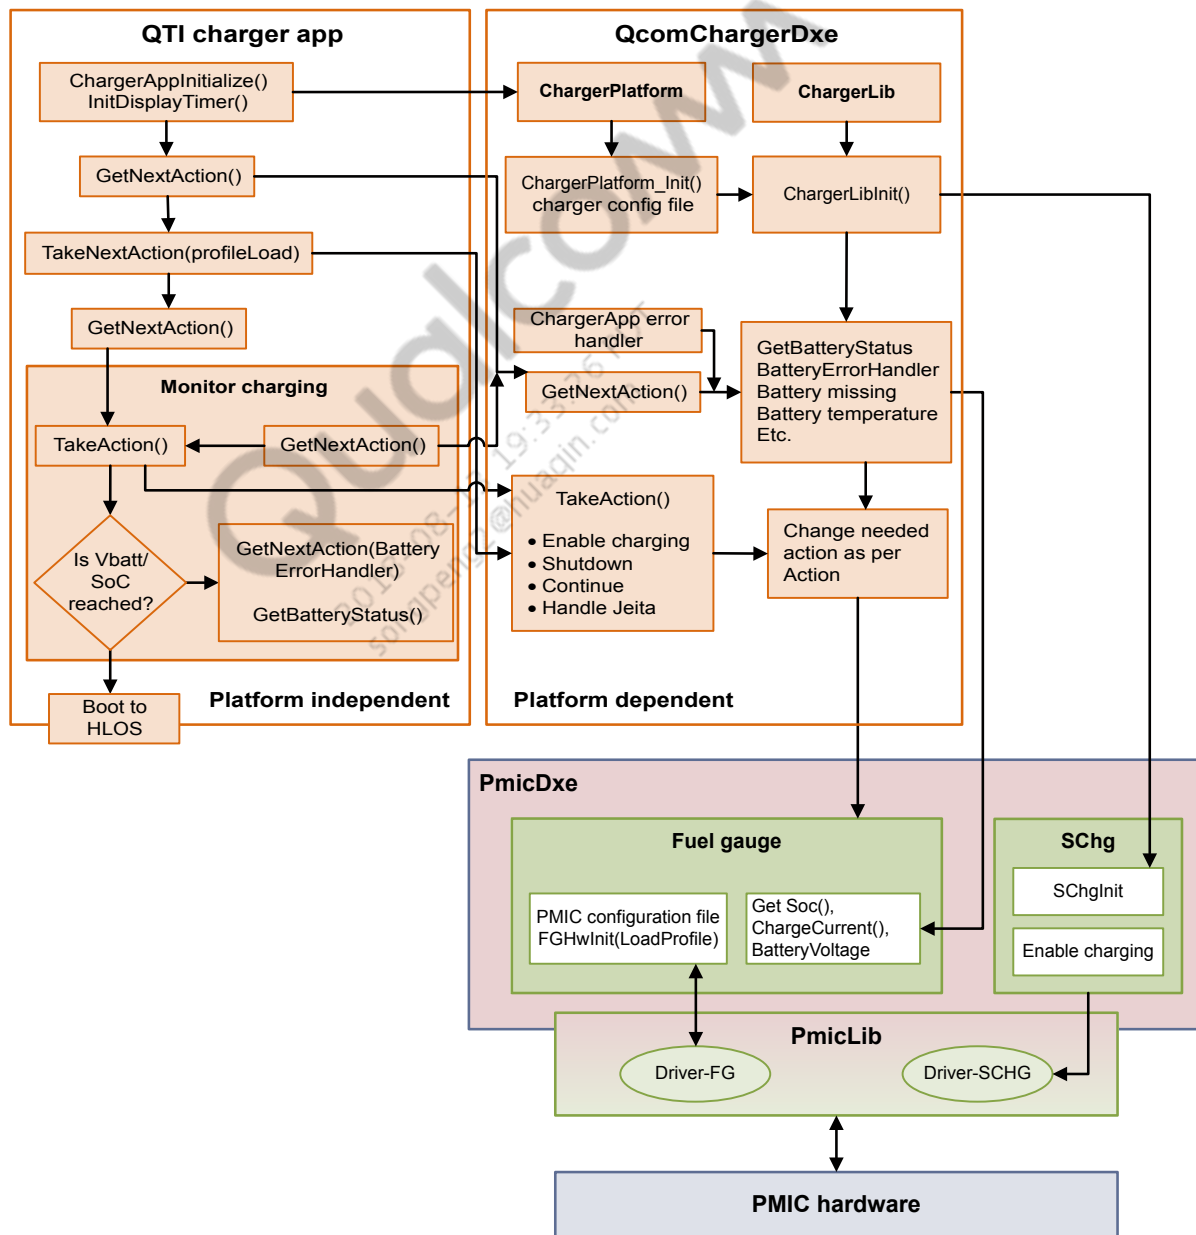 QTI charger app
ChargerAppInitialize()
InitDisplayTimer()
GetNextAction()
TakeNextAction(profileLoad)
GetNextAction()
Monitor charging
TakeAction()
GetNextAction()
Is Vbatt/
SoC
reached?
GetNextAction(Battery
ErrorHandler)
GetBatteryStatus()
Boot to
HLOS
Platform independent
QcomChargerDxe
ChargerPlatform
ChargerLib
ChargerPlatform_Init()
charger config file
ChargerLibInit()
ChargerApp error
handler
GetNextAction()
GetBatteryStatus
BatteryErrorHandler
Battery missing
Battery temperature
Etc.
TakeAction()
• Enable charging
• Shutdown
• Continue
• Handle Jeita
Change needed
action as per
Action
Platform dependent
PmicDxe
Fuel gauge
PMIC configuration file
FGHwInit(LoadProfile)
Get Soc(),
ChargeCurrent(),
BatteryVoltage
SChg
SChgInit
Enable charging
PmicLib
Driver-FG
Driver-SCHG
PMIC hardware
Qualcomm